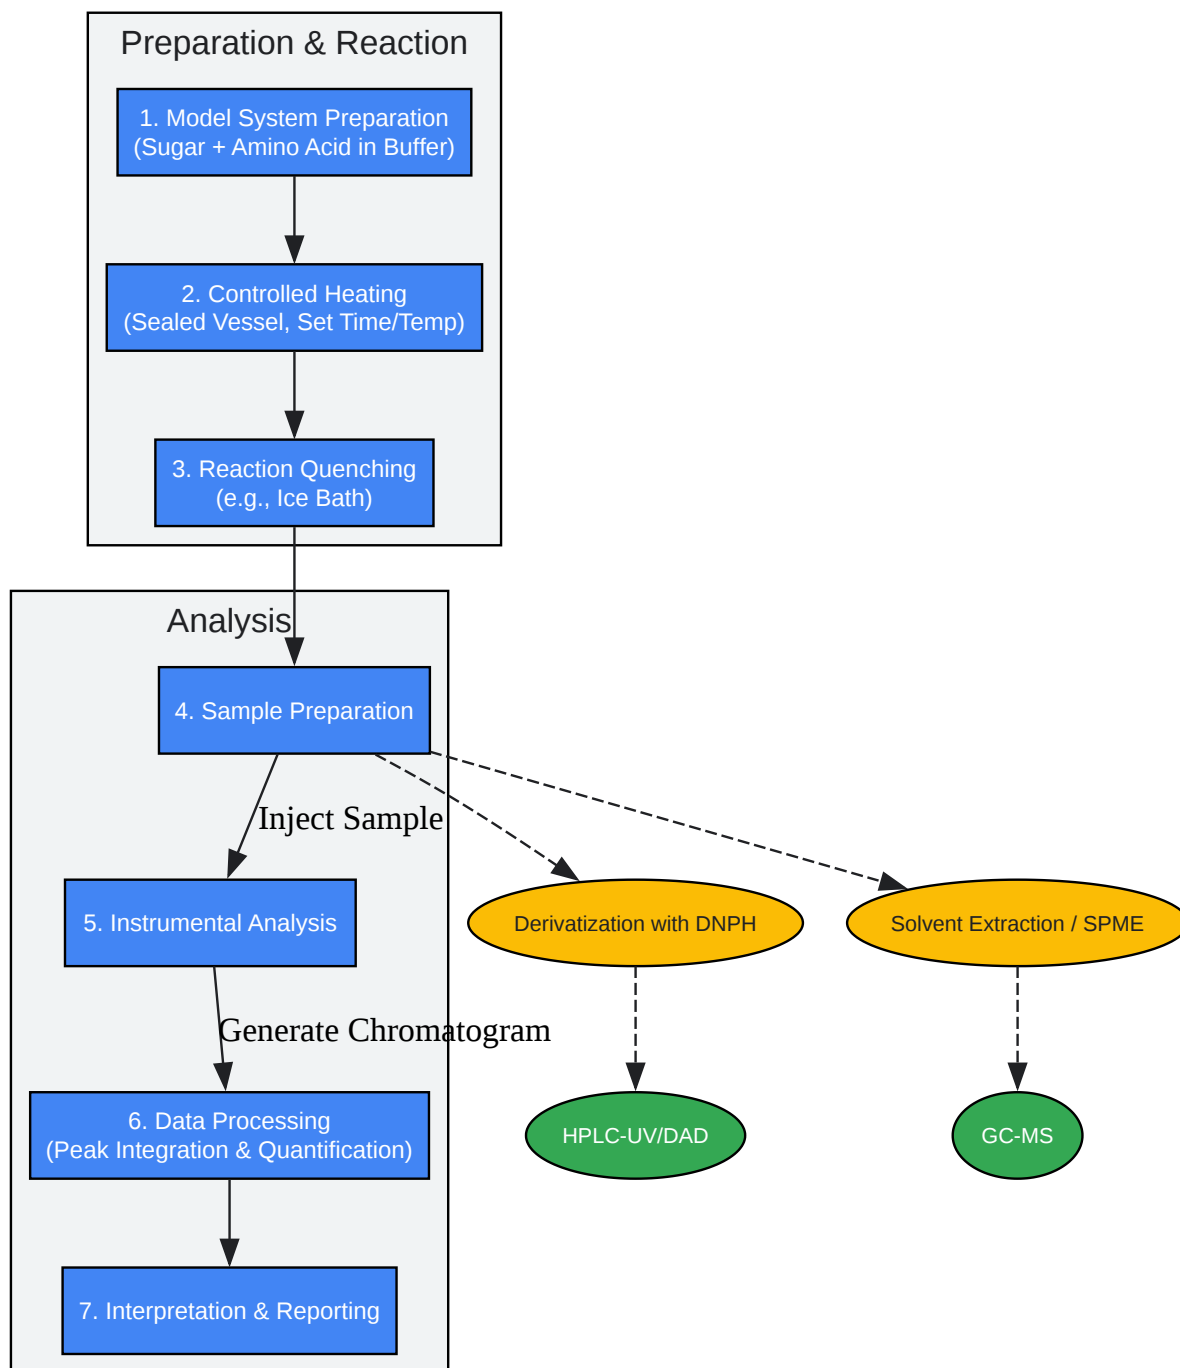 Preparation & Reaction
1. Model System Preparation
(Sugar + Amino Acid in Buffer)
2. Controlled Heating
(Sealed Vessel, Set Time/Temp)
3. Reaction Quenching
(e.g., Ice Bath)
Analysis
4. Sample Preparation
Inject Sample
5. Instrumental Analysis
Derivatization with DNPH
Solvent Extraction / SPME
Generate Chromatogram
6. Data Processing
(Peak Integration & Quantification)
HPLC-UV/DAD
GC-MS
7. Interpretation & Reporting